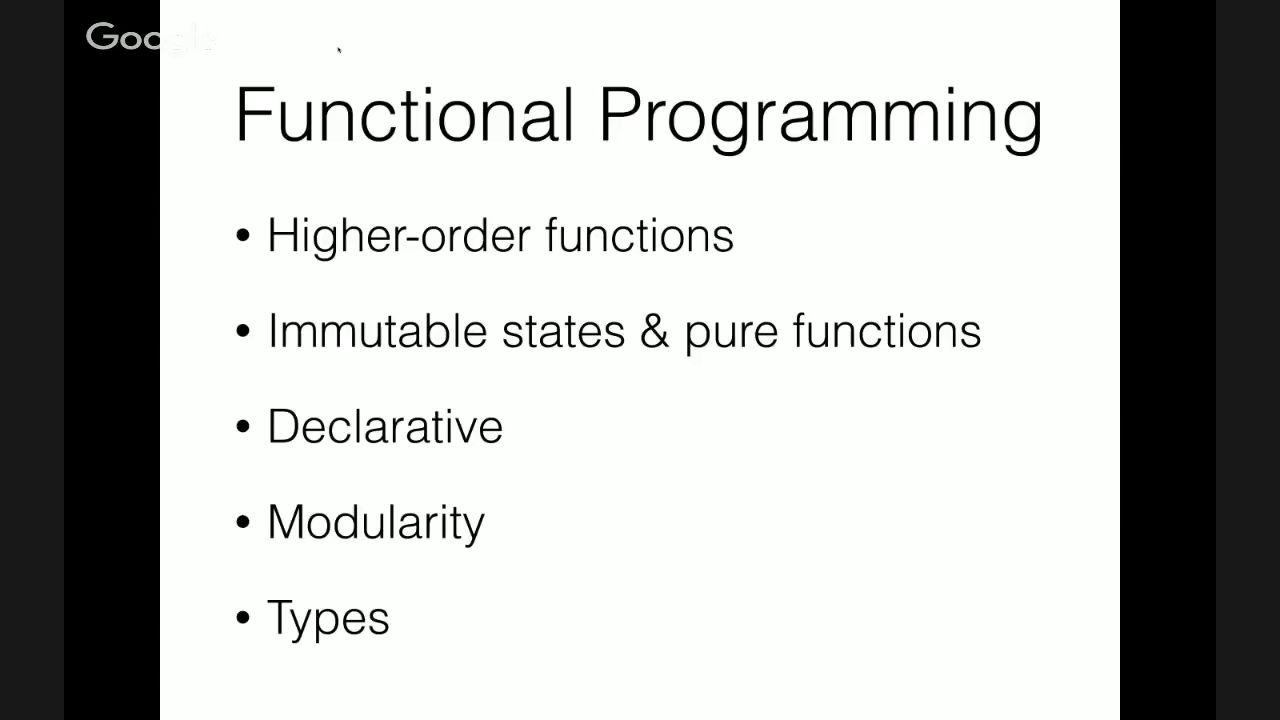 Google
Functional Programming
• Higher-order functions
• Immutable states & pure functions
• Declarative
• Modularity
• Types